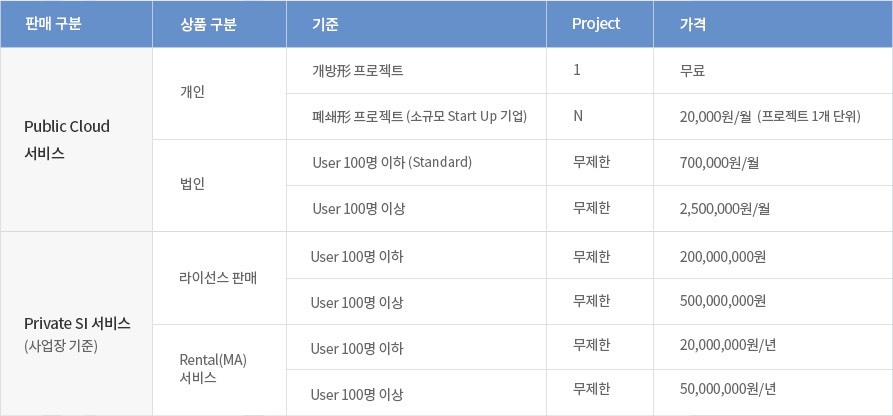 판매 구분 상품 구분 기준 Project 가격
Public Cloud
서비스
개인
개방形 프로젝트 1 무료
폐쇄形 프로젝트 (소규모 Start Up 기업) N 20,000원/월 (프로젝트 1개 단위)
법인
User 100명 이하 (Standard) 무제한 700,000원/월
User 100명 이상 무제한 2,500,000원/월
Private SI 서비스
(사업장 기준)
라이선스 판매
User 100명 이하 무제한 200,000,000원
User 100명 이상 무제한 500,000,000원
Rental(MA)
서비스
User 100명 이하 무제한 20,000,000원/년
User 100명 이상 무제한 50,000,000원/년